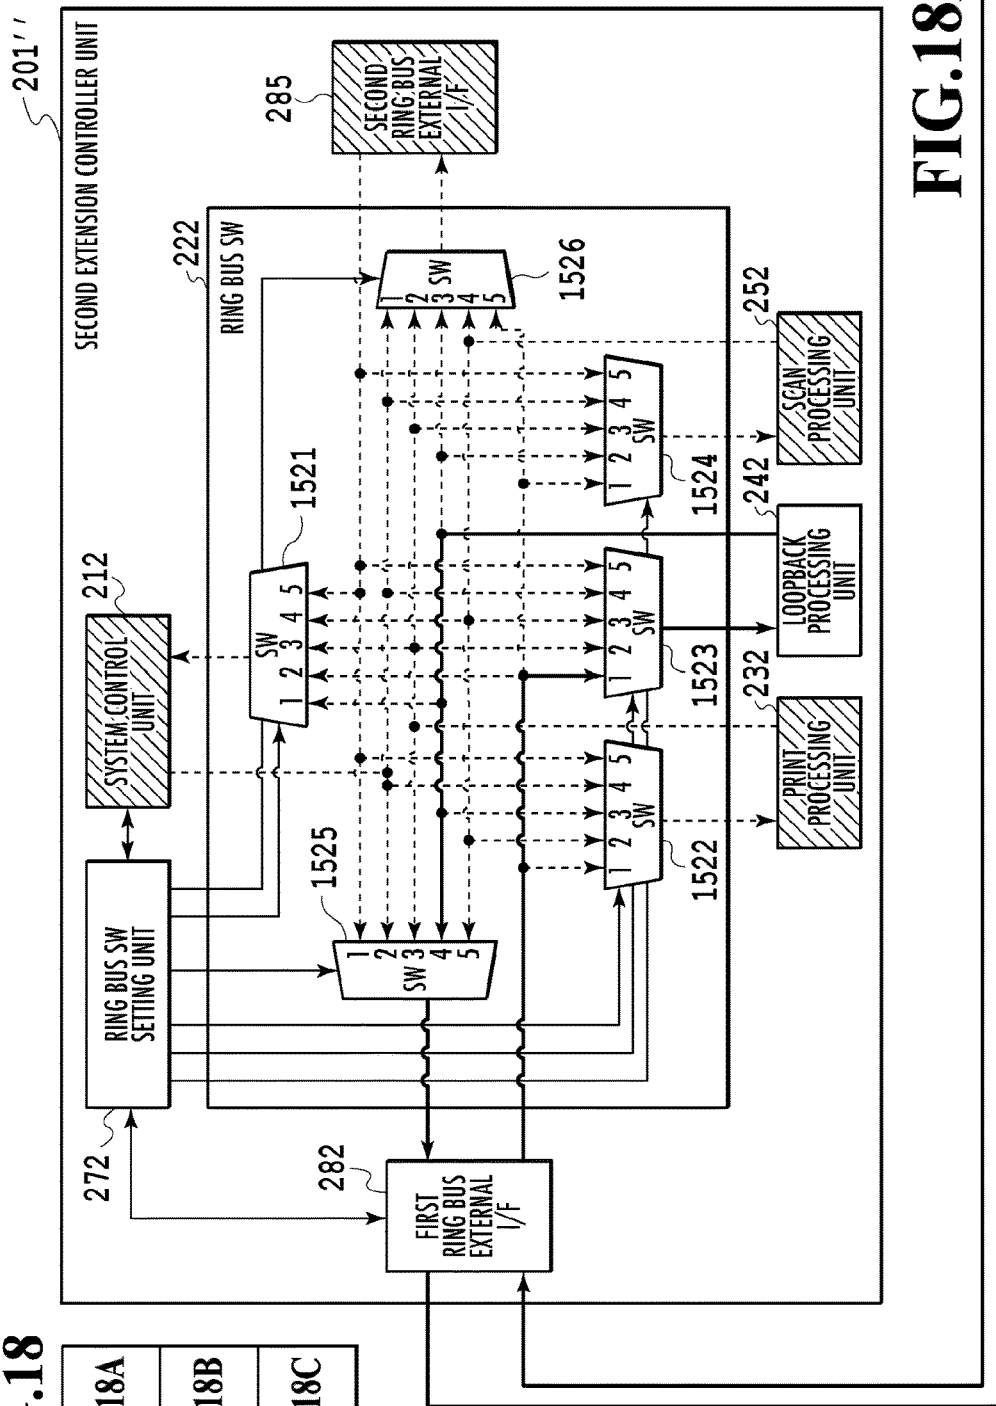 201''
SECOND EXTENSION CONTROLLER UNIT
285
SECOND
RING BUS
EXTERNAL
I/F
222
RING BUS SW
1526
SW
1
2
3
4
5
252
SCAN
PROCESSING
UNIT
1521
SW
1
2
3
4
5
1524
SW
1
2
3
4
5
212
SYSTEM CONTROL
UNIT
242
LOOPBACK
PROCESSING
UNIT
1523
SW
1
2
3
4
5
232
PRINT
PROCESSING
UNIT
1525
SW
1
2
3
4
5
1522
SW
1
2
3
4
5
RING BUS SW
SETTING UNIT
272
282
FIRST
RING BUS
EXTERNAL
I/F
.18
18A
18B
18C
FIG.18